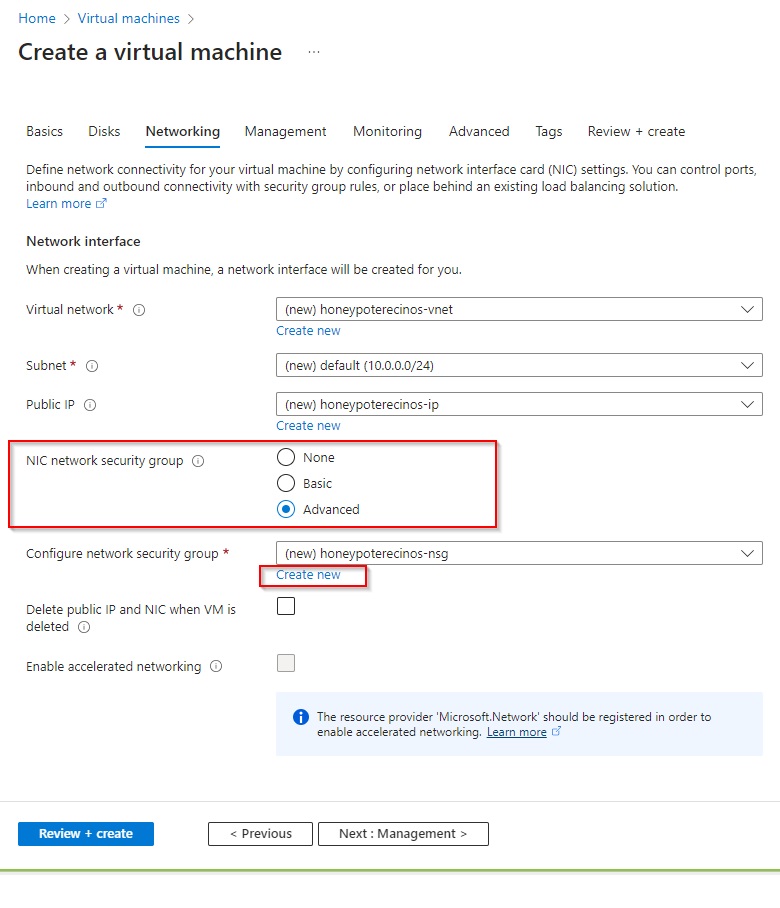 Home > Virtual machines >
Create a virtual machine ...
Basics Disks Networking Management Monitoring Advanced Tags Review + create
Define network connectivity for your virtual machine by configuring network interface card (NIC) settings. You can control ports,
inbound and outbound connectivity with security group rules, or place behind an existing load balancing solution.
Learn more
Network interface
When creating a virtual machine, a network interface will be created for you.
Virtual network * (new) honeypoterecinos-vnet
Create new
Subnet * (new) default (10.0.0.0/24)
Public IP (new) honeypoterecinos-ip
Create new
NIC network security group None
Basic
Advanced
Configure network security group * (new) honeypoterecinos-nsg
Create new
Delete public IP and NIC when VM is
deleted
Enable accelerated networking
The resource provider 'Microsoft.Network' should be registered in order to
enable accelerated networking. Learn more
Review + create < Previous Next : Management >